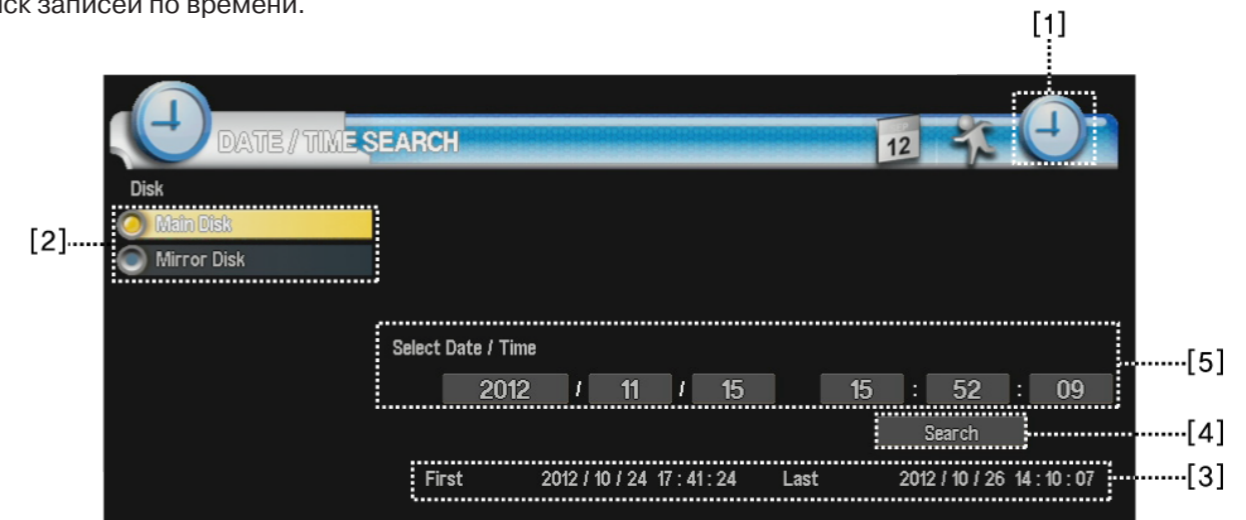 записей по времени.
[1]
DATE / TIME SEARCH
12
Disk
[2]
Main Disk
Mirror Disk
Select Date / Time
[5]
2012 / 11 / 15 15 : 52 : 09
Search
[4]
First 2012 / 10 / 24 17 : 41 : 24 Last 2012 / 10 / 26 14 : 10 : 07
[3]